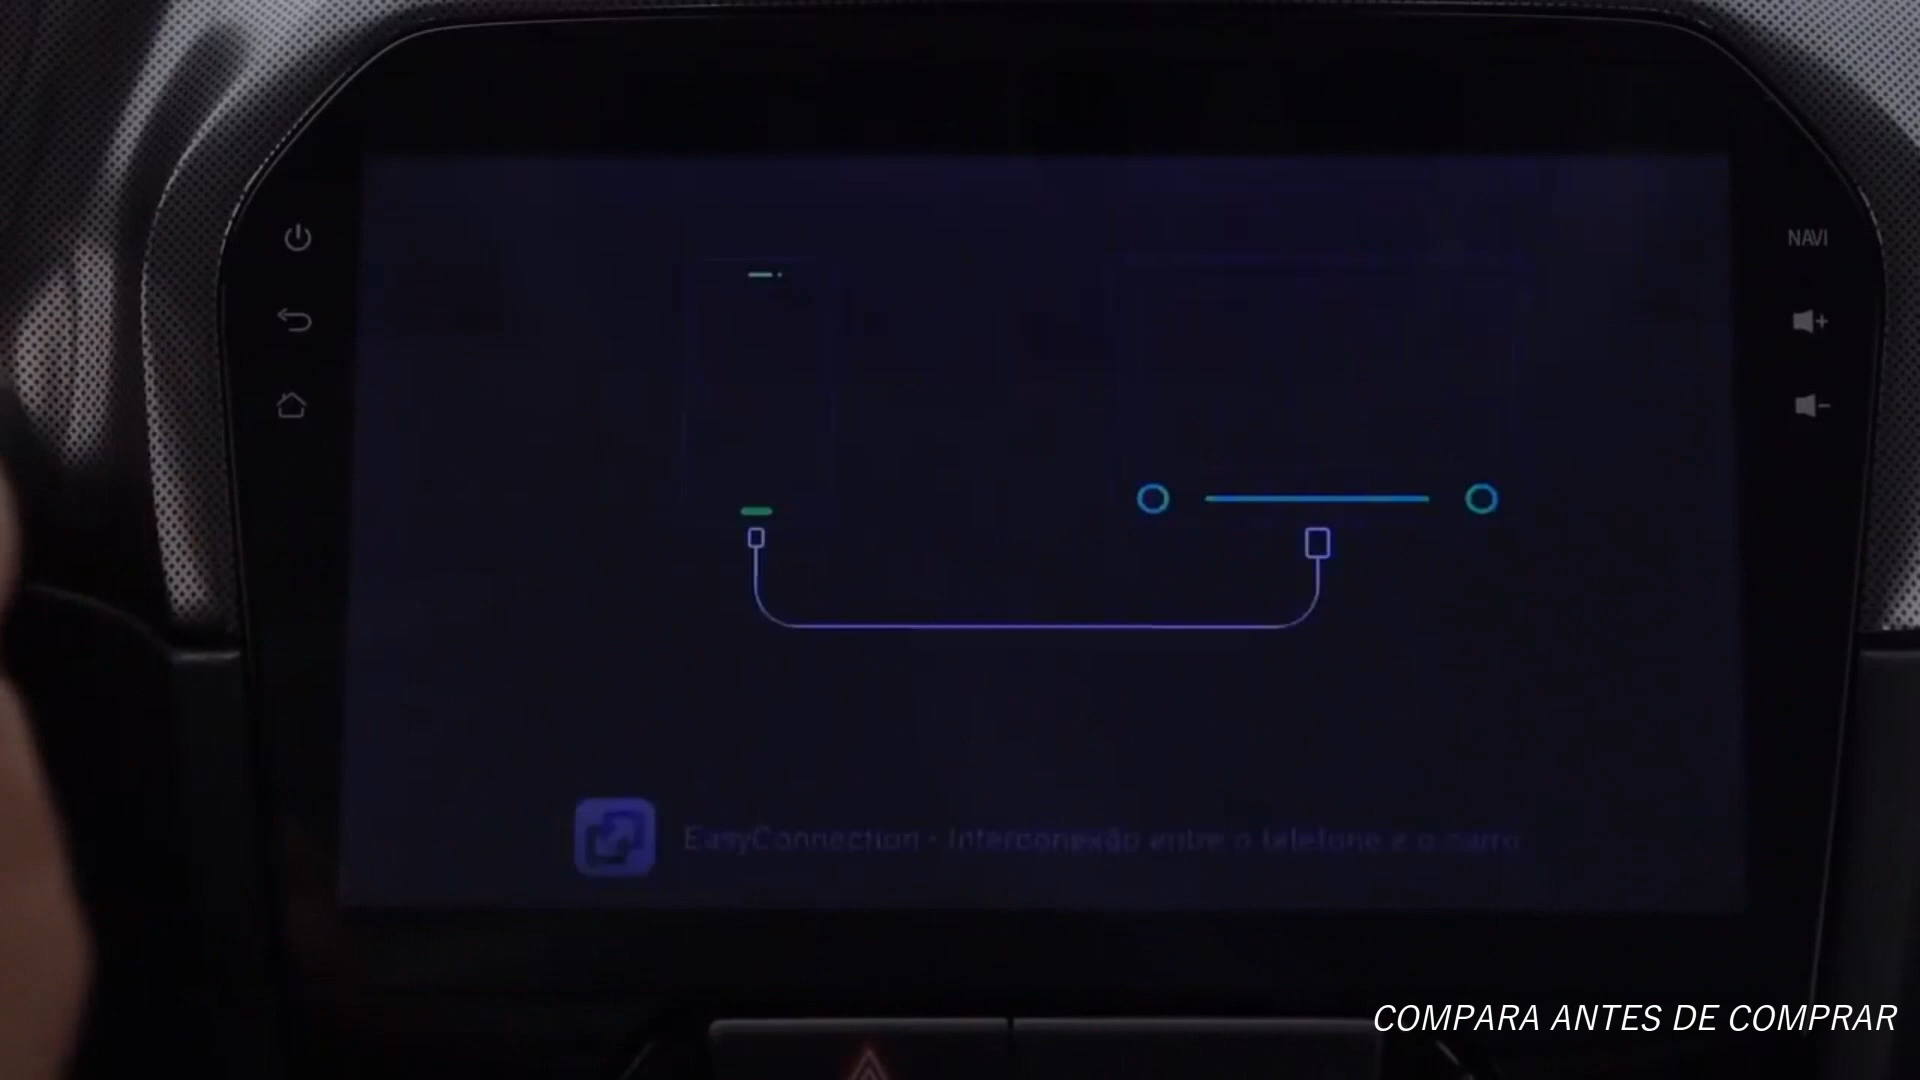 NAVI
EasyConnection - Interconexão entre o telefone e o carro
COMPARA ANTES DE COMPRAR